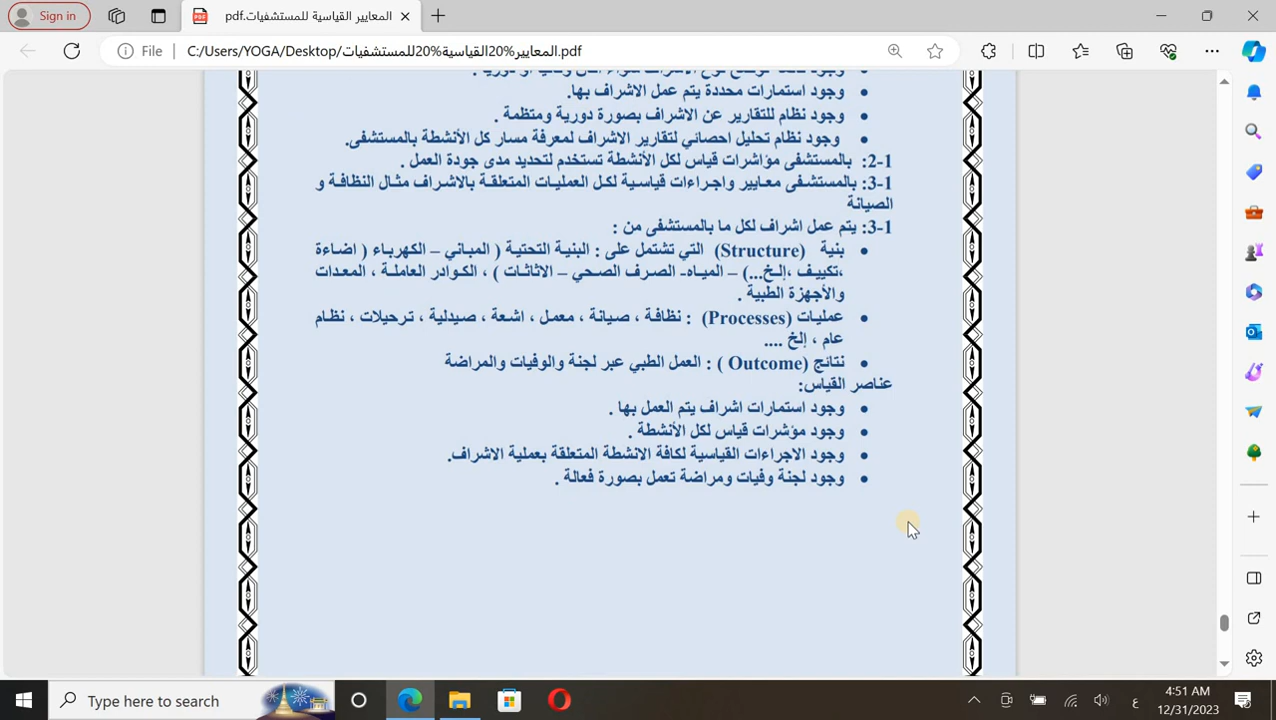 Sign in
المعايير القياسية للمستشفيات.pdf
File
C:/Users/YOGA/Desktop/المعايير%20القياسية%20للمستشفيات.pdf
وجود استمارات محددة يتم عمل الاشراف بها.
وجود نظام للتقارير عن الاشراف بصورة دورية ومنظمة .
وجود نظام تحليل احصائي لتقارير الاشراف لمعرفة مسار كل الأنشطة بالمستشفى.
2-1: بالمستشفى مؤاشرات قياس لكل الأنشطة تستخدم لتحديد مدى جودة العمل .
3-1: بالمستشفى معايير واجراءات قياسية لكل العمليات المتعلقة بالاشراف مثال النظافة و
الصيانة
3-1: يتم عمل اشراف لكل ما بالمستشفى من :
بنية (Structure) التي تشتمل على : البنية التحتية ( المباني – الكهرباء ( اضاءة
،تكييف ،إلخ...) – المياه- الصرف الصحي – الاثاثات ) ، الكوادر العاملة ، المعدات
والأجهزة الطبية .
عمليات (Processes) : نظافة ، صيانة ، معمل ، اشعة ، صيدلية ، ترحيلات ، نظام
عام ، إلخ ....
نتائج (Outcome ) : العمل الطبي عبر لجنة والوفيات والمراضة
عناصر القياس:
وجود استمارات اشراف يتم العمل بها .
وجود مؤشرات قياس لكل الأنشطة .
وجود الاجراءات القياسية لكافة الانشطة المتعلقة بعملية الاشراف.
وجود لجنة وفيات ومراضة تعمل بصورة فعالة .
Type here to search
ع
4:51 AM
12/31/2023